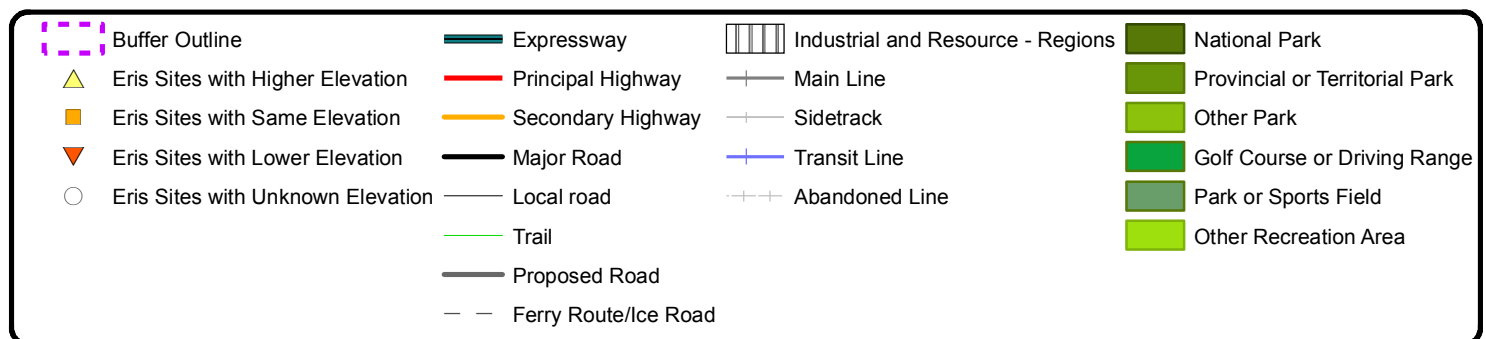 Buffer Outline
Eris Sites with Higher Elevation
Eris Sites with Same Elevation
Eris Sites with Lower Elevation
Eris Sites with Unknown Elevation
Expressway
Principal Highway
Secondary Highway
Major Road
Local road
Trail
Proposed Road
Ferry Route/Ice Road
Industrial and Resource - Regions
Main Line
Sidetrack
Transit Line
Abandoned Line
National Park
Provincial or Territorial Park
Other Park
Golf Course or Driving Range
Park or Sports Field
Other Recreation Area